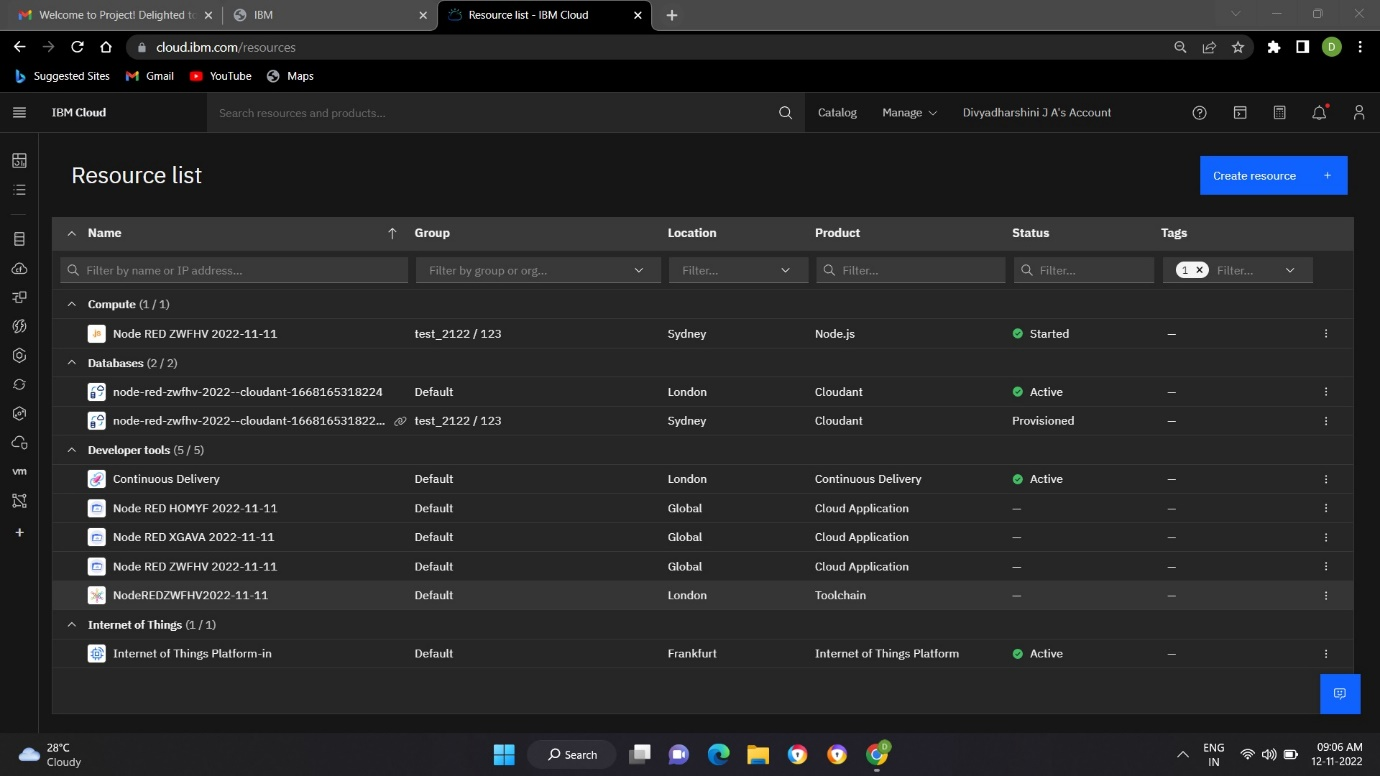 Welcome to Project! Delighted to
IBM
Resource list - IBM Cloud
cloud.ibm.com/resources
D
Suggested Sites Gmail YouTube Maps
IBM Cloud Search resources and products... Catalog Manage Divyadharshini J A's Account
Resource list
Create resource +
Name Group Location Product Status Tags
Filter by name or IP address... Filter by group or org... Filter... Filter... Filter... 1 × Filter...
Compute (1 / 1)
JS Node RED ZWFHV 2022-11-11 test_2122 / 123 Sydney Node.js Started —
Databases (2 / 2)
node-red-zwfhv-2022--cloudant-1668165318224 Default London Cloudant Active —
node-red-zwfhv-2022--cloudant-16681653182​2... test_2122 / 123 Sydney Cloudant Provisioned —
Developer tools (5 / 5)
Continuous Delivery Default London Continuous Delivery Active —
Node RED HOMYF 2022-11-11 Default Global Cloud Application — —
Node RED XGAVA 2022-11-11 Default Global Cloud Application — —
vm
Node RED ZWFHV 2022-11-11 Default Global Cloud Application — —
NodeREDZWFHV2022-11-11 Default London Toolchain — —
Internet of Things (1 / 1)
Internet of Things Platform-in Default Frankfurt Internet of Things Platform Active —
28°C
Cloudy
Search
D
ENG
IN
09:06 AM
12-11-2022